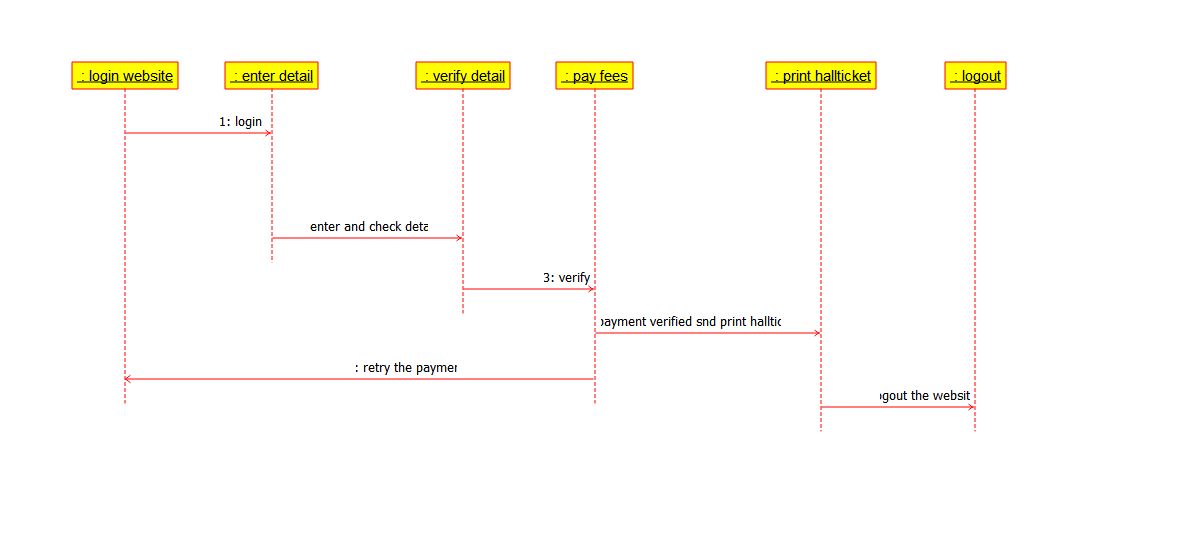 : login website
: enter detail
: verify detail
: pay fees
: print hallticket
: logout
1: login
enter and check deta
3: verify
payment verified snd print halltic
: retry the paymen
ogout the websit